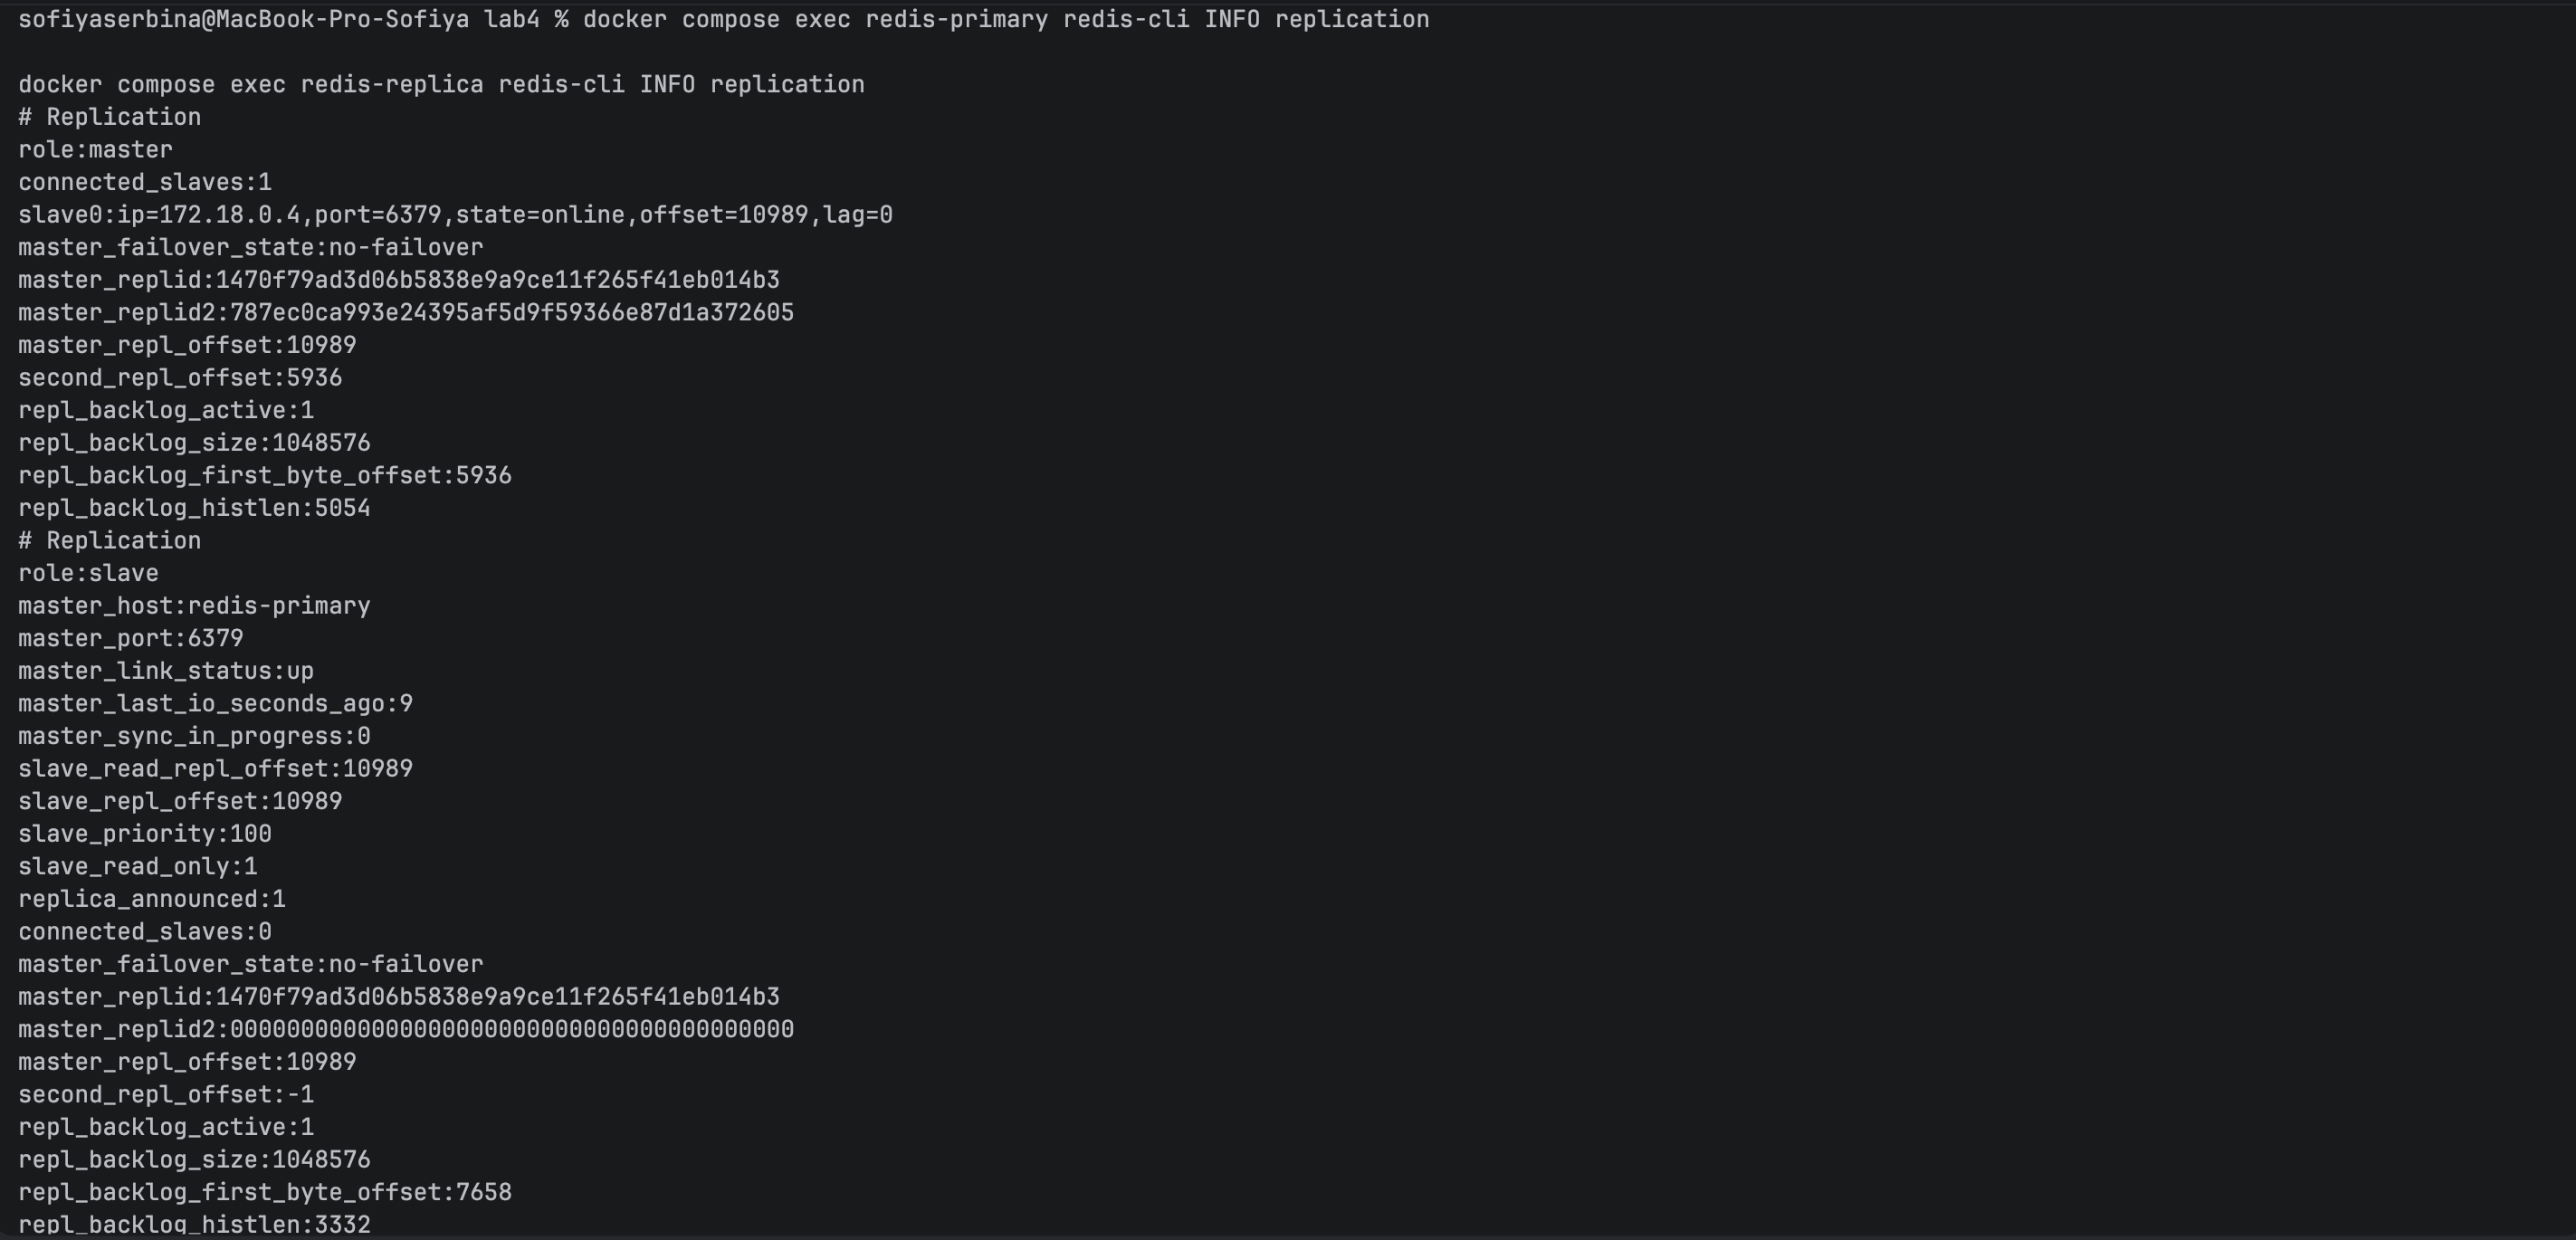 sofiyaserbina@MacBook-Pro-Sofiya lab4 % docker compose exec redis-primary redis-cli INFO replication
docker compose exec redis-replica redis-cli INFO replication
# Replication
role:master
connected_slaves:1
slave0:ip=172.18.0.4,port=6379,state=online,offset=10989,lag=0
master_failover_state:no-failover
master_replid:1470f79ad3d06b5838e9a9ce11f265f41eb014b3
master_replid2:787ec0ca993e24395af5d9f59366e87d1a372605
master_repl_offset:10989
second_repl_offset:5936
repl_backlog_active:1
repl_backlog_size:1048576
repl_backlog_first_byte_offset:5936
repl_backlog_histlen:5054
# Replication
role:slave
master_host:redis-primary
master_port:6379
master_link_status:up
master_last_io_seconds_ago:9
master_sync_in_progress:0
slave_read_repl_offset:10989
slave_repl_offset:10989
slave_priority:100
slave_read_only:1
replica_announced:1
connected_slaves:0
master_failover_state:no-failover
master_replid:1470f79ad3d06b5838e9a9ce11f265f41eb014b3
master_replid2:0000000000000000000000000000000000000000
master_repl_offset:10989
second_repl_offset:-1
repl_backlog_active:1
repl_backlog_size:1048576
repl_backlog_first_byte_offset:7658
repl_backlog_histlen:3332